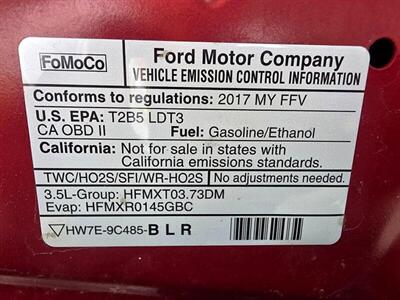 FoMoCo
Ford Motor Company
VEHICLE EMISSION CONTROL INFORMATION
Conforms to regulations: 2017 MY FFV
U.S. EPA: T2B5 LDT3
CA OBD II Fuel: Gasoline/Ethanol
California: Not for sale in states with
California emissions standards.
TWC/HO2S/SFI/WR-HO2S No adjustments needed.
3.5L-Group: HFMXT03.73DM
Evap: HFMXR0145GBC
HW7E-9C485-BLR